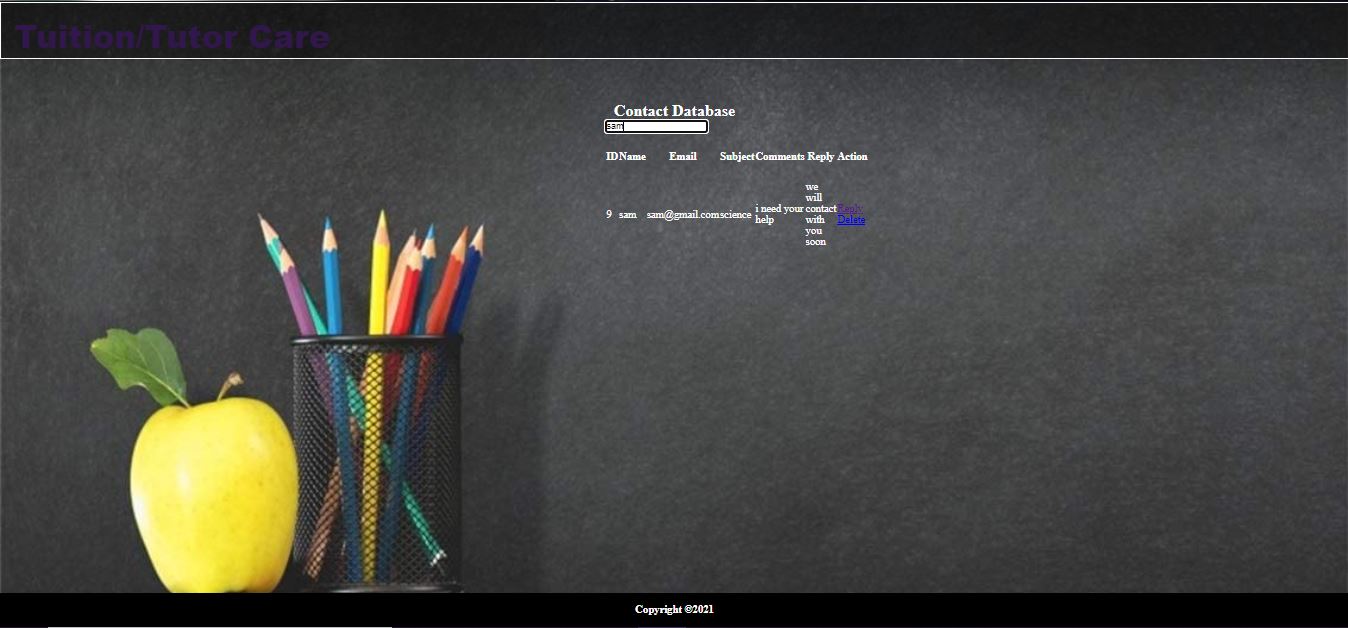 Tuition/Tutor Care
Contact Database
sam
ID Name Email Subject Comments Reply Action
9 sam sam@gmail.com science i need your help we will contact with you soon Reply Delete
Copyright ©2021